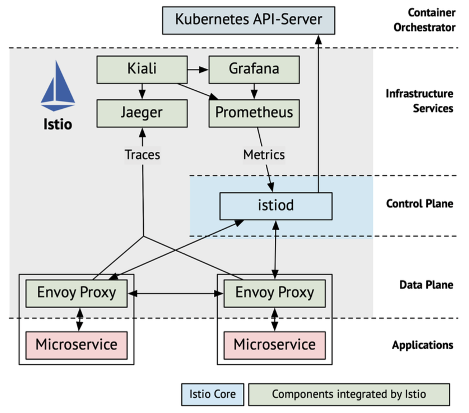 Kubernetes API-Server
Container
Orchestrator
Kiali
Grafana
Jaeger
Prometheus
Istio
Infrastructure
Services
Traces
Metrics
istiod
Control Plane
Envoy Proxy
Envoy Proxy
Data Plane
Microservice
Microservice
Applications
Istio Core
Components integrated by Istio